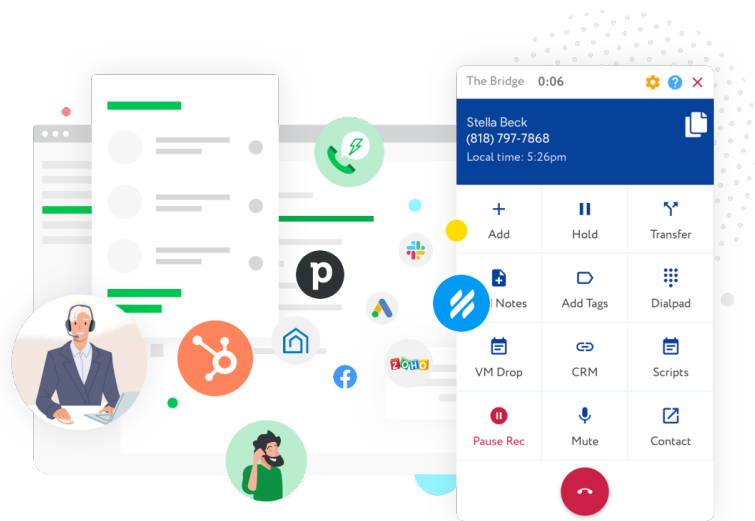 The Bridge 0:06
Stella Beck
(818) 797-7868
Local time: 5:26pm
Add Hold Transfer
Notes Add Tags Dialpad
VM Drop CRM Scripts
Pause Rec Mute Contact
ZOHO
p